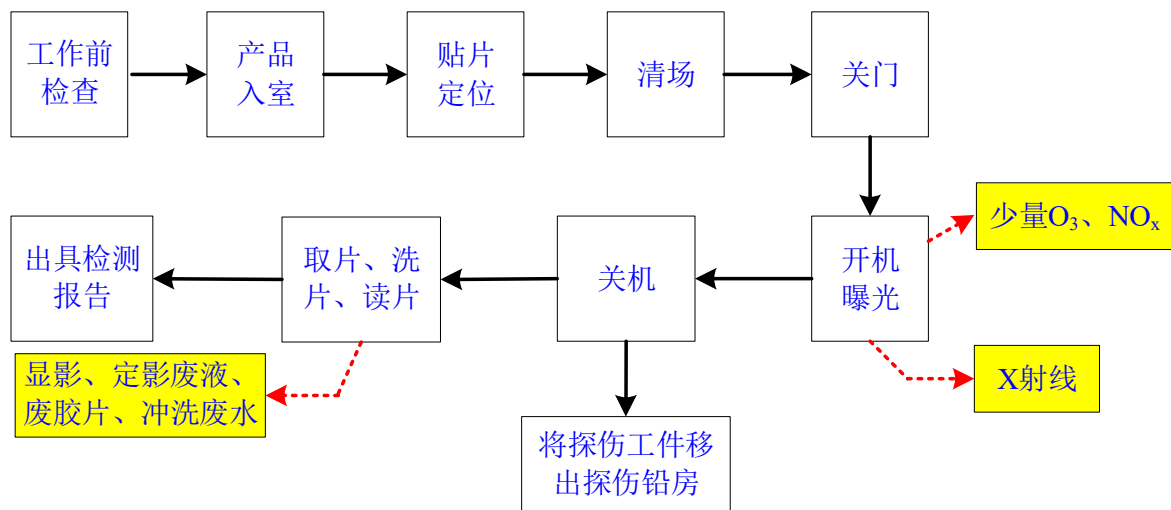 工作前
检查
产品
入室
贴片
定位
清场
关门
少量O₃、NOₓ
开机
曝光
关机
取片、洗
片、读片
出具检测
报告
显影、定影废液、
废胶片、冲洗废水
X射线
将探伤工件移
出探伤铅房